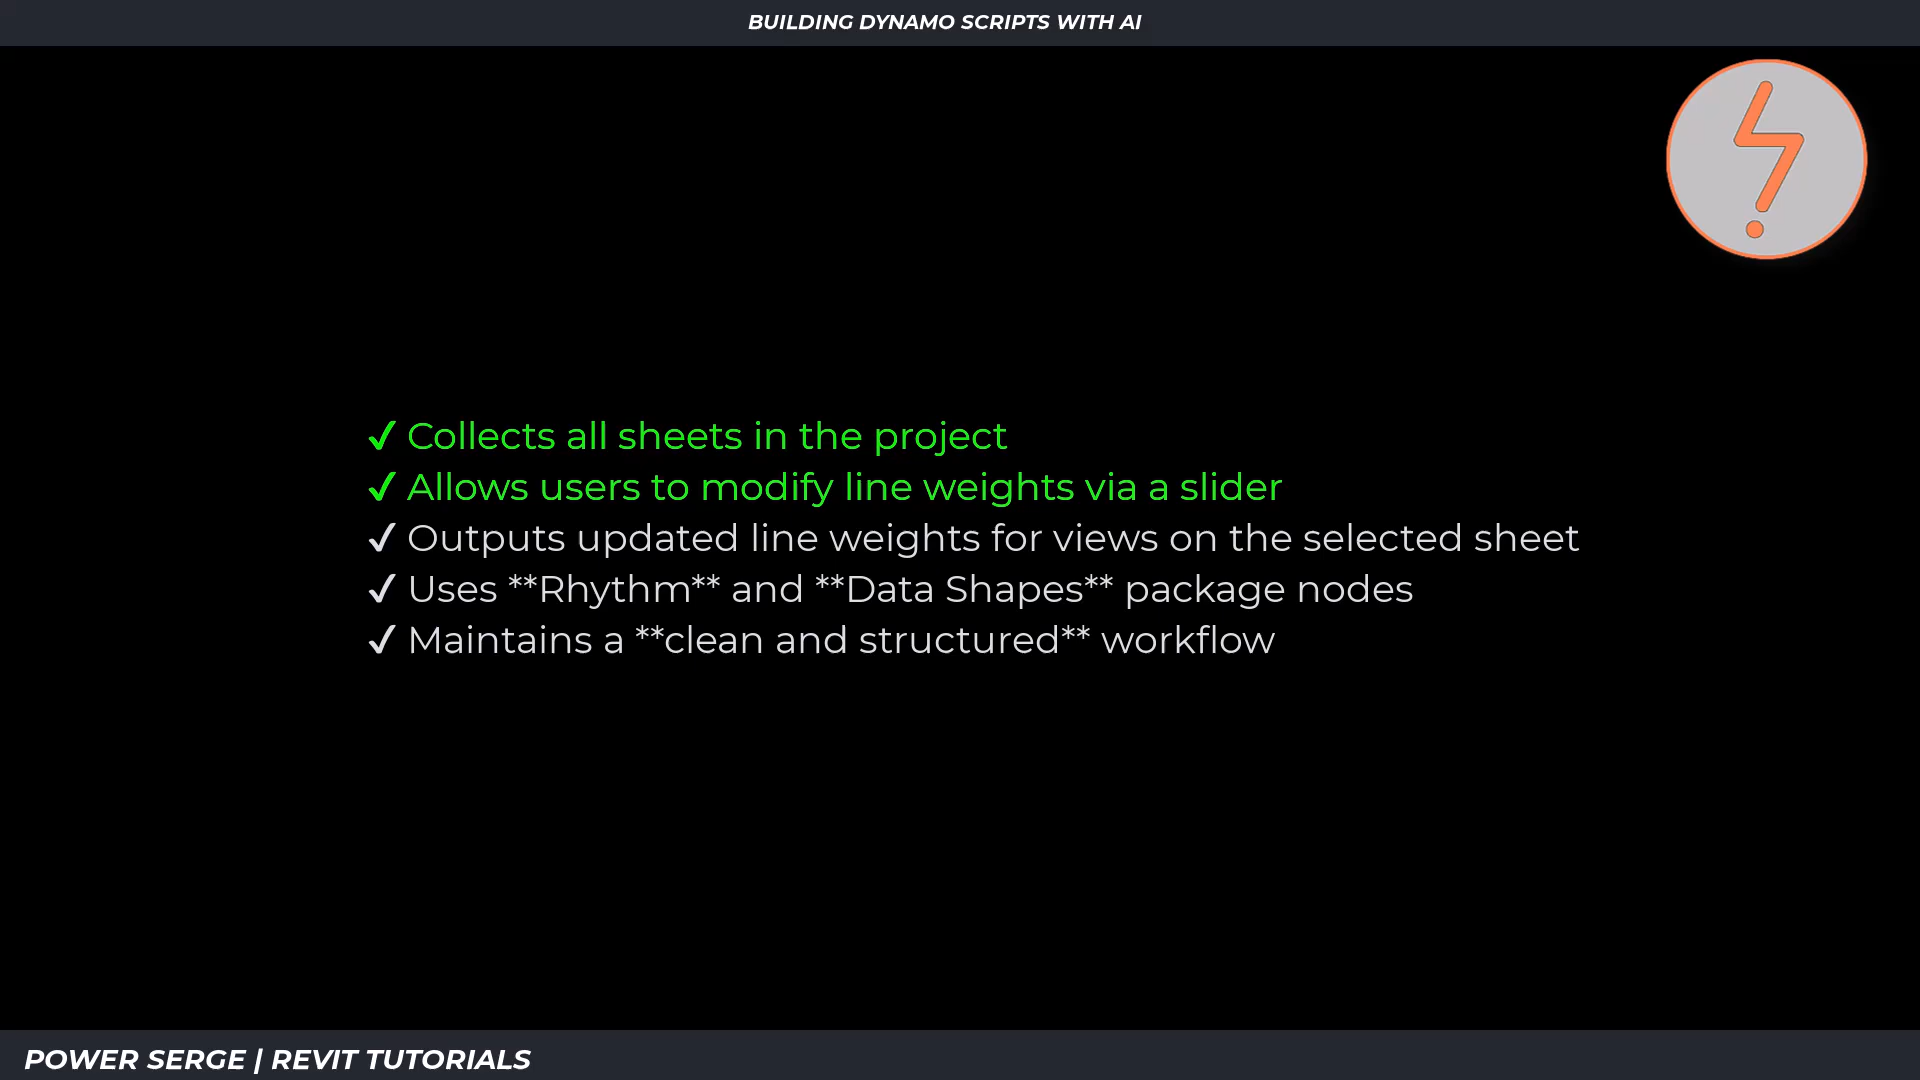 BUILDING DYNAMO SCRIPTS WITH AI
✓ Collects all sheets in the project
✓ Allows users to modify line weights via a slider
✓ Outputs updated line weights for views on the selected sheet
✓ Uses **Rhythm** and **Data Shapes** package nodes
✓ Maintains a **clean and structured** workflow
POWER SERGE | REVIT TUTORIALS